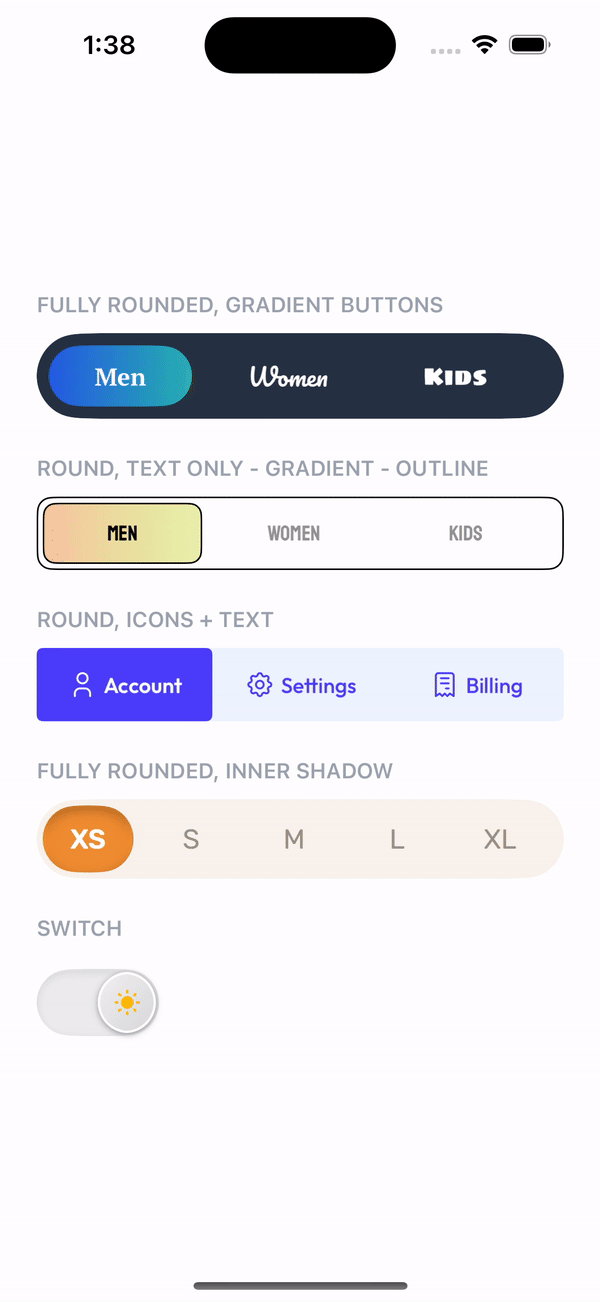 1:38
FULLY ROUNDED, GRADIENT BUTTONS
Men Women KIDS
ROUND, TEXT ONLY - GRADIENT - OUTLINE
MEN WOMEN KIDS
ROUND, ICONS + TEXT
Account Settings Billing
FULLY ROUNDED, INNER SHADOW
XS S M L XL
SWITCH